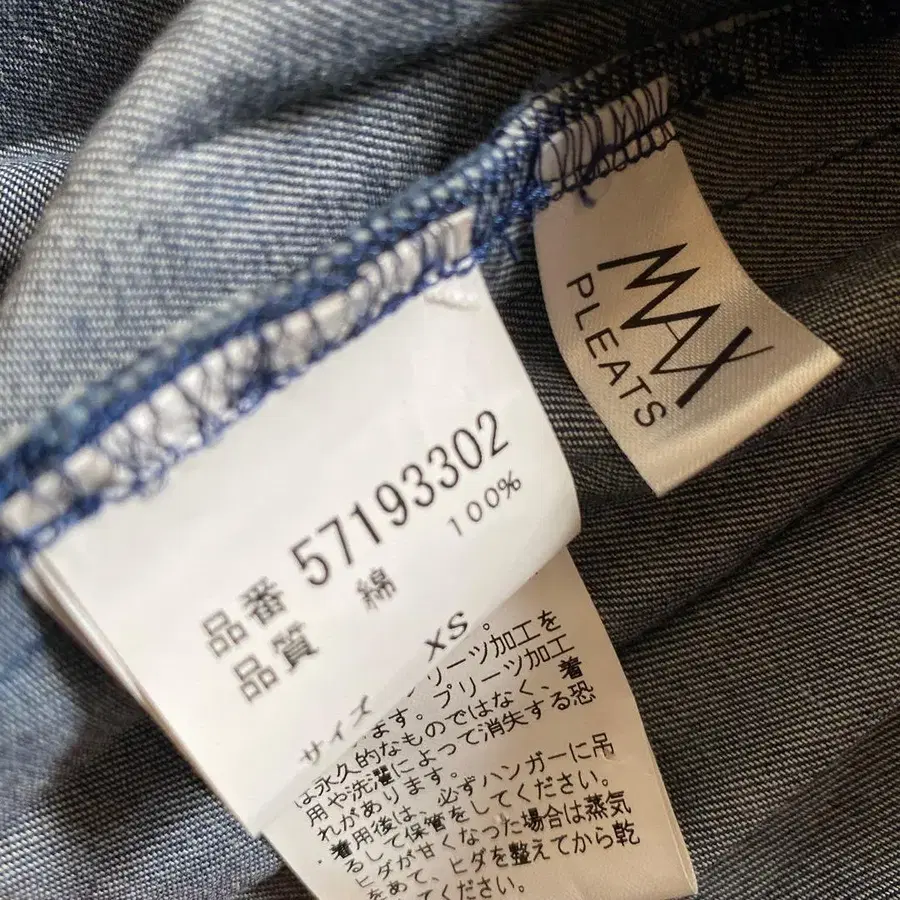 MAX
PLEATS
品番 57193302
品質 綿 100%
サイズ XS
リーツ加工を
ます。プリーツ加工
は永久的なものではなく、着
用や洗濯によって消失する恐
れがあります。
・着用後は、必ずハンガーに吊
るして保管をしてください。
ヒダが甘くなった場合は蒸気
をあて、ヒダを整えてから乾
てください。